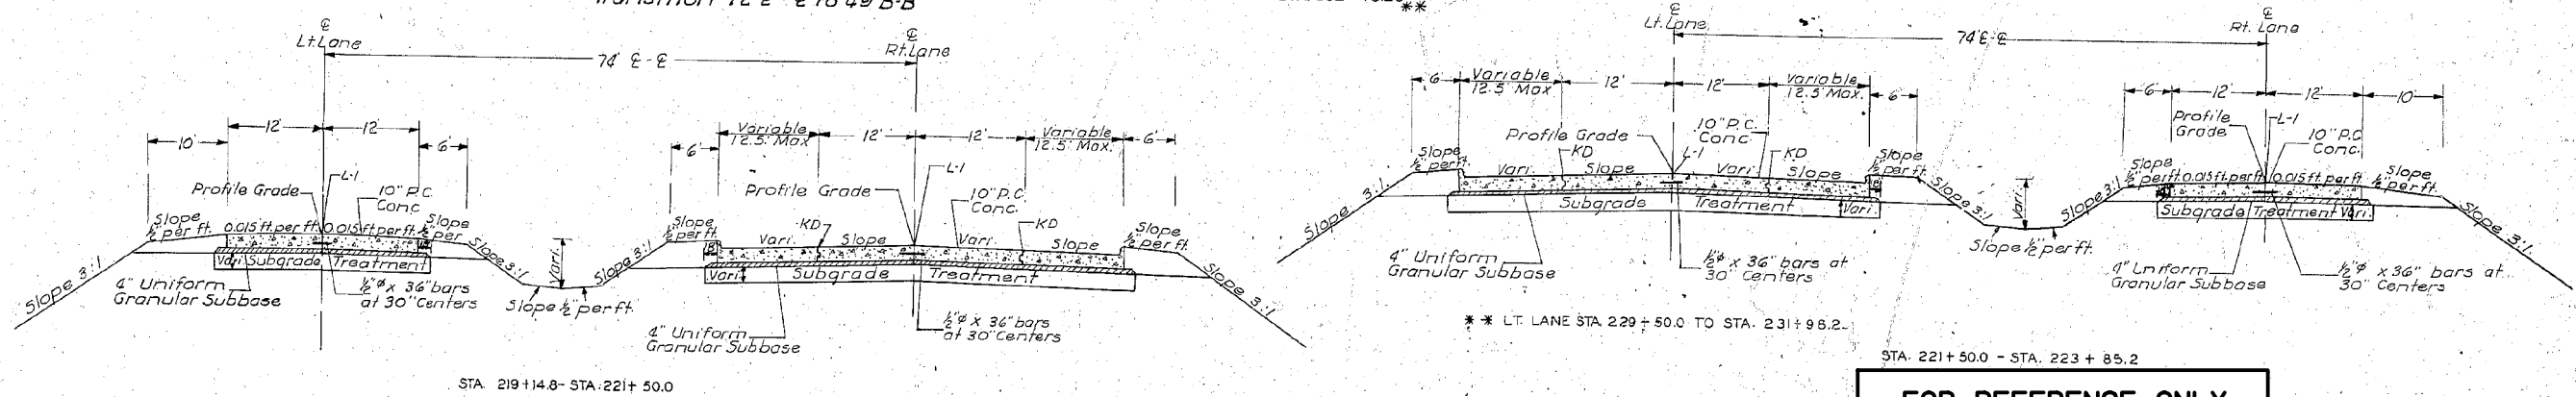 Transition 72' ℄-℄ to 49' B-B
**
℄
Lt. Lane
℄
Rt. Lane
74' ℄-℄
10'
12'
12'
6'
6'
Variable
12.5' Max
12'
12'
Variable
12.5' Max.
6'
Profile Grade
L-1
10" P.C.
Conc
Slope
½" per ft.
0.015 ft. per ft.
0.015 ft. per ft.
Slope
½" per
Slope 3:1
Vari.
Subgrade Treatment
Slope 3:1
4" Uniform
Granular Subbase
½"φ x 36" bars
at 30" Centers
Slope ½" per ft.
Vari.
Slope 3:1
Slope
½" per ft.
Profile Grade
L-1
KD
10" P.C.
Conc.
KD
Vari.
Slope
Vari.
Slope
Slope
½" per ft.
Vari.
Subgrade Treatment
Slope 3:1
4" Uniform
Granular Subbase
½"φ x 36" bars
at 30" Centers
STA. 219+14.8 - STA. 221+50.0
℄
Lt. Lane
℄
Rt. Lane
74' ℄-℄
6'
Variable
12.5' Max
12'
12'
Variable
12.5' Max.
6'
6'
12'
12'
10'
Profile Grade
KD
L-1
10" P.C.
Conc
KD
Slope
½" per ft.
Vari.
Slope
Vari.
Slope
Slope
½" per ft.
Slope 3:1
Subgrade Treatment
Vari.
Slope 3:1
4" Uniform
Granular Subbase
½"φ x 36" bars at
30" Centers
Vari.
Slope ½" per ft.
Slope 3:1
Profile
Grade
L-1
10" P.C.
Conc.
Slope
½" per ft.
0.015 ft. per ft.
0.015 ft. per ft.
Slope
½" per ft.
Subgrade Treatment
Vari.
Slope 3:1
4" Uniform
Granular Subbase
½"φ x 36" bars at
30" Centers
** LT. LANE STA. 229+50.0 TO STA. 231+98.2
STA. 221+50.0 - STA. 223+85.2
FOR REFERENCE ONLY